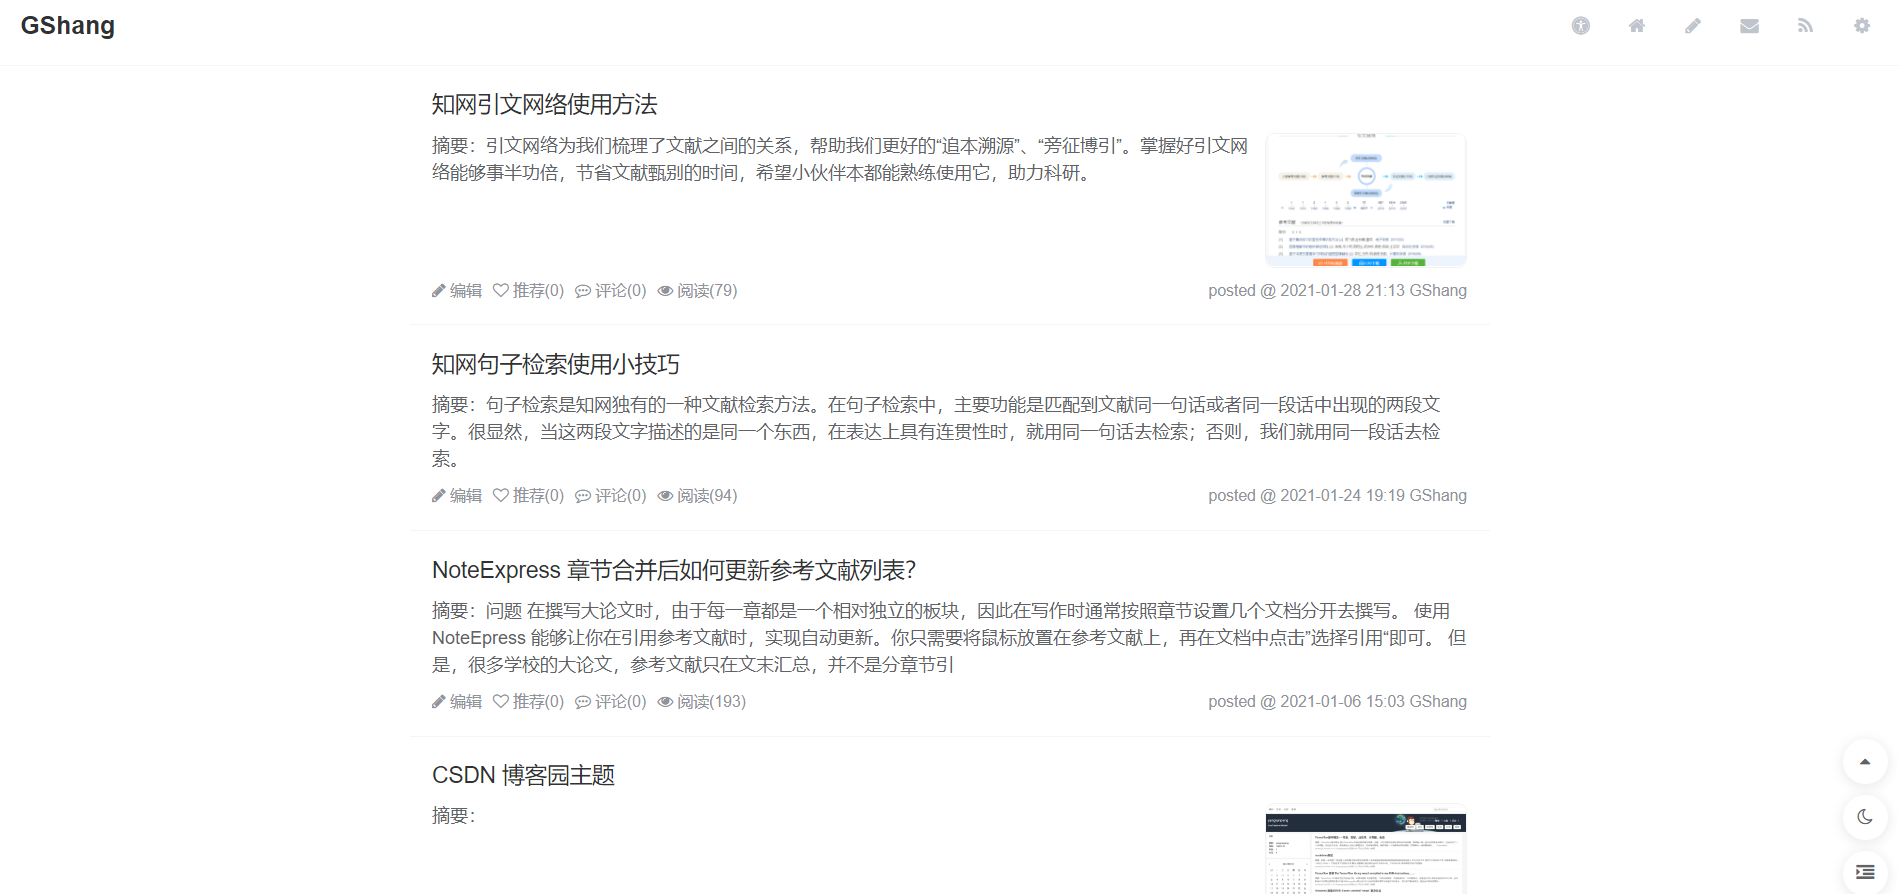 GShang
知网引文网络使用方法
摘要：引文网络为我们梳理了文献之间的关系，帮助我们更好的“追本溯源”、“旁征博引”。掌握好引文网
络能够事半功倍，节省文献甄别的时间，希望小伙伴本都能熟练使用它，助力科研。
编辑 推荐(0) 评论(0) 阅读(79)
posted @ 2021-01-28 21:13 GShang
知网句子检索使用小技巧
摘要：句子检索是知网独有的一种文献检索方法。在句子检索中，主要功能是匹配到文献同一句话或者同一段话中出现的两段文
字。很显然，当这两段文字描述的是同一个东西，在表达上具有连贯性时，就用同一句话去检索；否则，我们就用同一段话去检
索。
编辑 推荐(0) 评论(0) 阅读(94)
posted @ 2021-01-24 19:19 GShang
NoteExpress 章节合并后如何更新参考文献列表？
摘要：问题 在撰写大论文时，由于每一章都是一个相对独立的板块，因此在写作时通常按照章节设置几个文档分开去撰写。 使用
NoteEpress 能够让你在引用参考文献时，实现自动更新。你只需要将鼠标放置在参考文献上，再在文档中点击”选择引用“即可。 但
是，很多学校的大论文，参考文献只在文末汇总，并不是分章节引
编辑 推荐(0) 评论(0) 阅读(193)
posted @ 2021-01-06 15:03 GShang
CSDN 博客园主题
摘要：